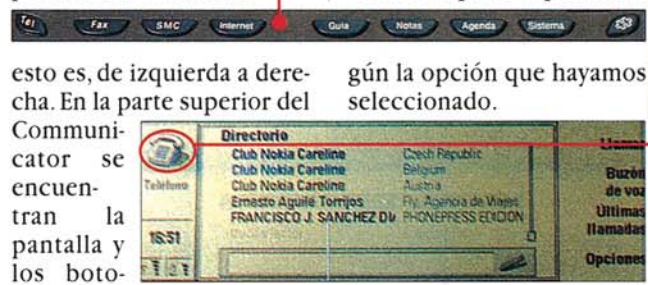 Tel Fax SMC Internet Guía Notas Agenda Sistema
esto es, de izquierda a dere-
cha. En la parte superior del
Communi-
cator se
encuen-
tran la
pantalla y
los boto-
gún la opción que hayamos
seleccionado.
Directorio
Club Nokia Careline Czech Republic
Club Nokia Careline Belgium
Club Nokia Careline Austria
Ernesto Aguile Torrijos Fly. Agencia de Viajes
FRANCISCO J. SANCHEZ DV PHONEPRESS EDICION
Teléfono
16:51
Llamar
Buzón
de voz
Últimas
llamadas
Opciones